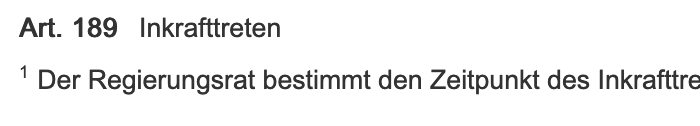 Art. 189 Inkrafttreten
1 Der Regierungsrat bestimmt den Zeitpunkt des